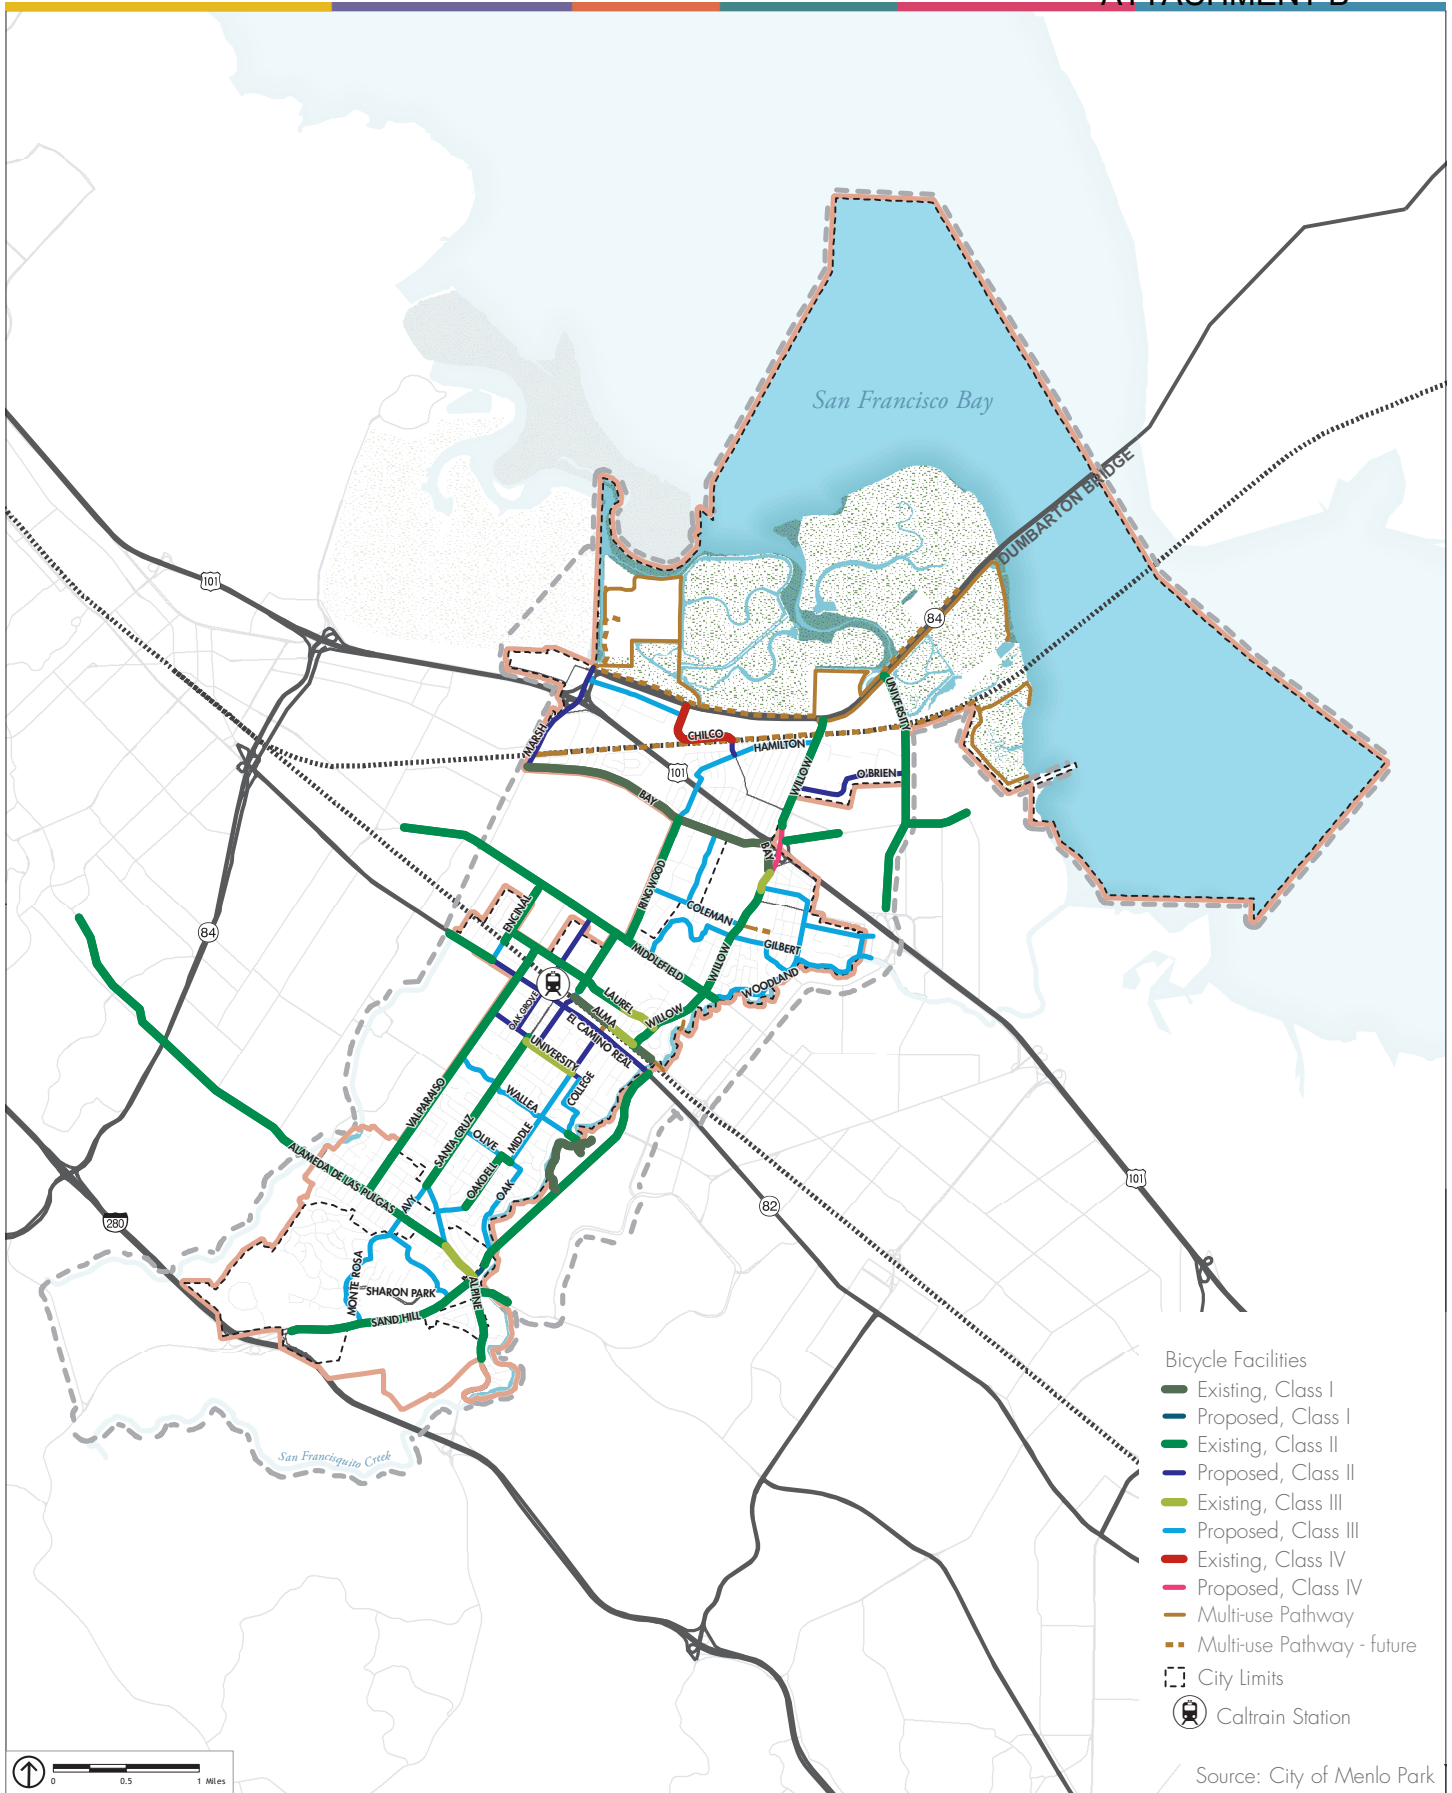 ATTACHMENT B
San Francisco Bay
DUMBARTON BRIDGE
101
84
UNIVERSITY
MARSH
CHILCO
HAMILTON
101
WILLOW
O'BRIEN
BAY
BAY
RINGWOOD
ENCINAL
COLEMAN
84
GILBERT
MIDDLEFIELD
WILLOW
WOODLAND
LAUREL
OAK GROVE
ALMA
WILLOW
EL CAMINO REAL
UNIVERSITY
COLLEGE
WALLEA
VALPARAISO
SANTA CRUZ
OLIVE
MIDDLE
ALAMEDA DE LAS PULGAS
OAKDELL
OAK
AVY
101
82
280
MONTE ROSA
SHARON PARK
ALPINE
SAND HILL
San Francisquito Creek
Bicycle Facilities
Existing, Class I
Proposed, Class I
Existing, Class II
Proposed, Class II
Existing, Class III
Proposed, Class III
Existing, Class IV
Proposed, Class IV
Multi-use Pathway
Multi-use Pathway - future
City Limits
Caltrain Station
0 0.5 1 Miles
Source: City of Menlo Park